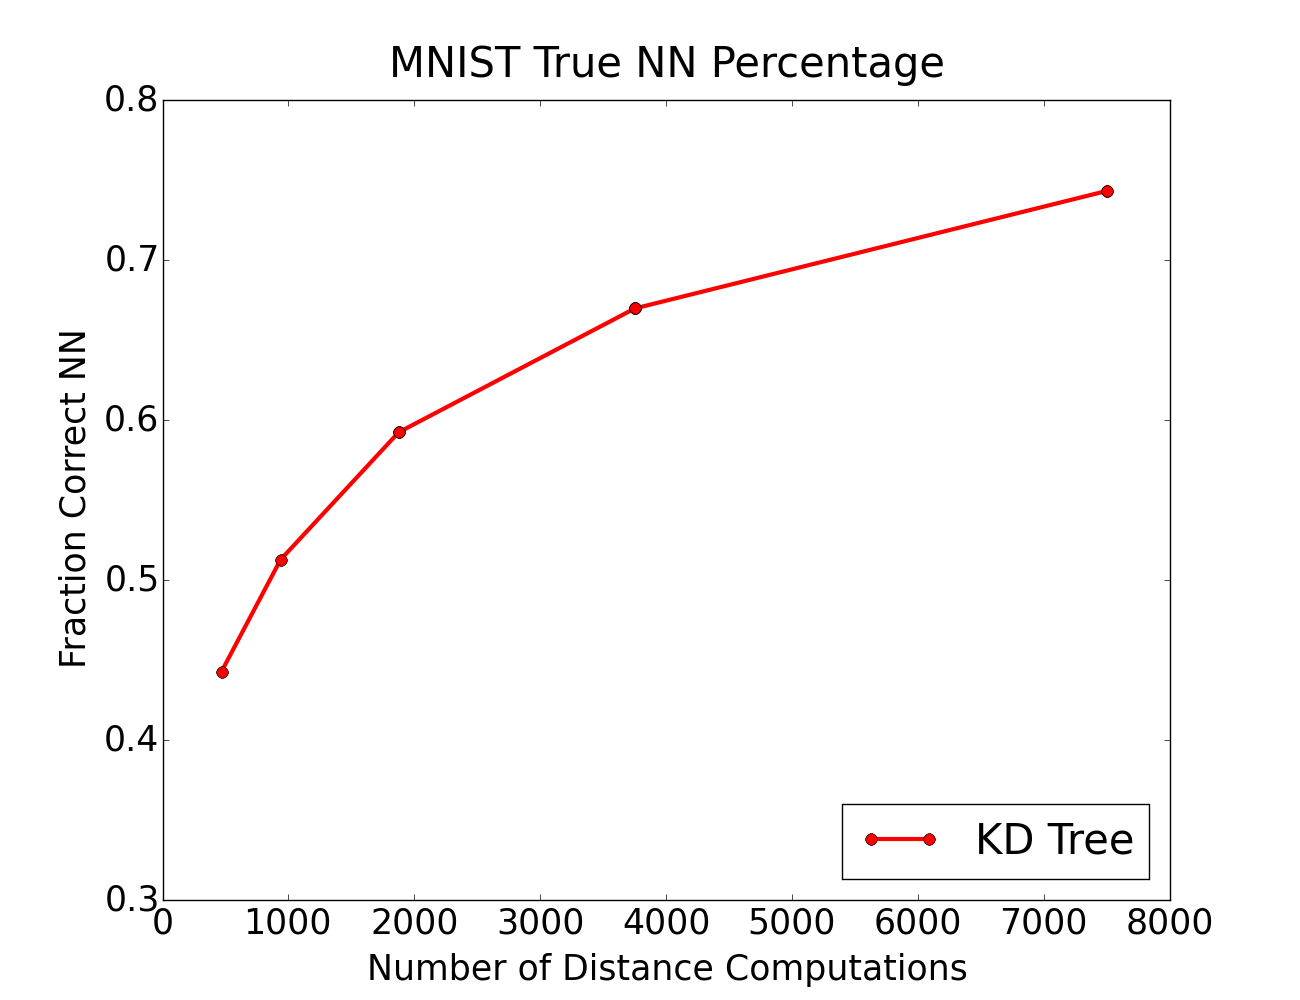 MNIST True NN Percentage
0.8
0.7
0.6
0.5
0.4
0.3
Fraction Correct NN
KD Tree
0 1000 2000 3000 4000 5000 6000 7000 8000
Number of Distance Computations